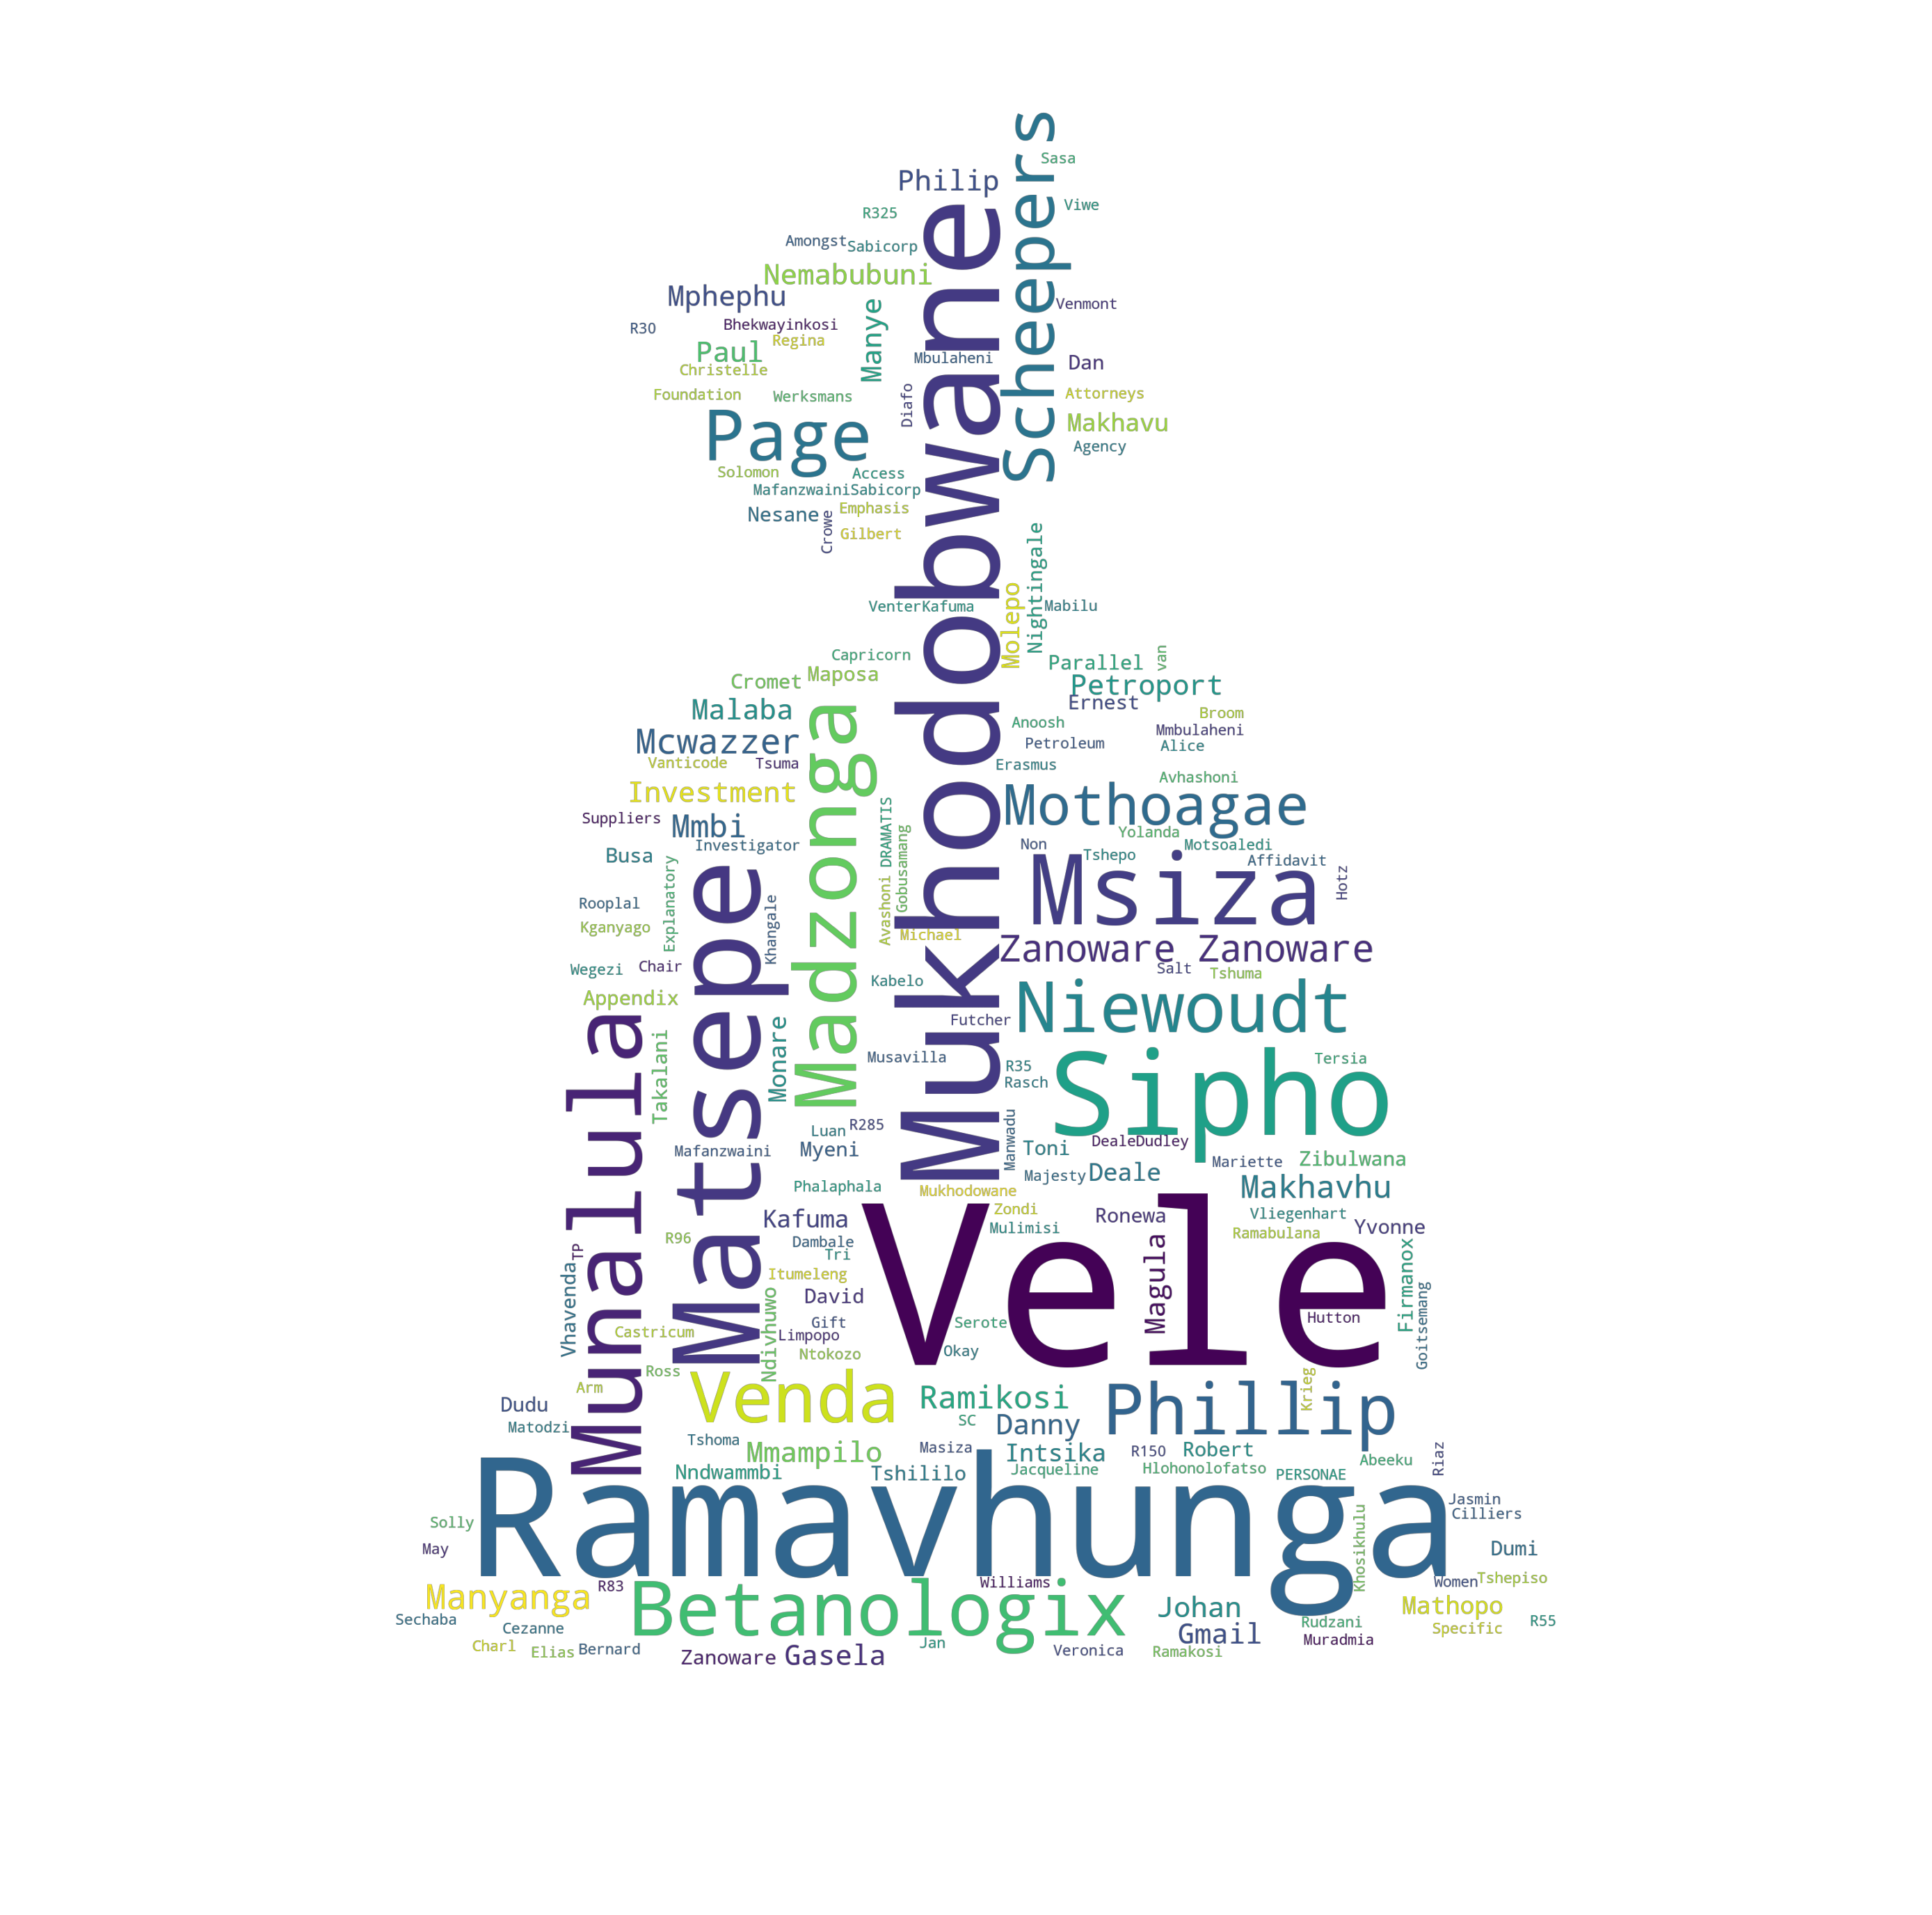 Scheepers
Sasa
Philip
Viwe
R325
Mukhodobwane
Amongst
Sabicorp
Nemabubuni
Mphephu
Manye
Venmont
Bhekwayinkosi
R30
Regina
Paul
Mbulaheni
Dan
Christelle
Diafo
Foundation
Werksmans
Attorneys
Page
Makhavu
Agency
Solomon
Access
MafanzwainiSabicorp
Nesane
Crowe
Emphasis
Gilbert
Nightingale
Molepo
VenterKafuma
Mabilu
Capricorn
Parallel
van
Cromet
Maposa
Petroport
Ernest
Madzonga
Malaba
Broom
Anoosh
Mmbulaheni
Mcwazzer
Petroleum
Alice
Vanticode
Tsuma
Erasmus
Avhashoni
Investment
Mothoagae
DRAMATIS
Suppliers
Mmbi
Gobusamang
Yolanda
Investigator
Non
Motsoaledi
Busa
Explanatory
Tshepo
Affidavit
Matsepe
Msiza
Hotz
Avashoni
Rooplal
Khangale
Kganyago
Michael
Zanoware Zanoware
Wegezi
Chair
Salt
Tshuma
Kabelo
Appendix
Niewoudt
Munalula
Monare
Futcher
Takalani
Sipho
Musavilla
Tersia
R35
Rasch
R285
Luan
Manwadu
Mafanzwaini
Myeni
Toni
DealeDudley
Mariette
Zibulwana
Majesty
Deale
Phalaphala
Mukhodowane
Makhavhu
Vele
Kafuma
Zondi
Ronewa
Vliegenhart
Mulimisi
Yvonne
R96
Dambale
Ramabulana
TP
Tri
Magula
Firmanox
Vhavenda
Itumeleng
Ndivhuwo
David
Goitsemang
Castricum
Gift
Serote
Hutton
Limpopo
Ntokozo
Okay
Ross
Krieg
Arm
Venda
Ramikosi
Phillip
Dudu
Matodzi
SC
Danny
Tshoma
Mmampilo
Masiza
Intsika
R150
Robert
Riaz
Abeeku
Nndwammbi
Tshililo
Jacqueline
Hlohonolofatso
PERSONAE
Ramavhunga
Jasmin
Cilliers
Solly
Khosikhulu
May
Dumi
Manyanga
R83
Betanologix
Williams
Women
Tshepiso
Johan
Mathopo
Sechaba
Cezanne
Gmail
Rudzani
R55
Specific
Charl
Elias
Bernard
Zanoware
Gasela
Jan
Veronica
Ramakosi
Muradmia